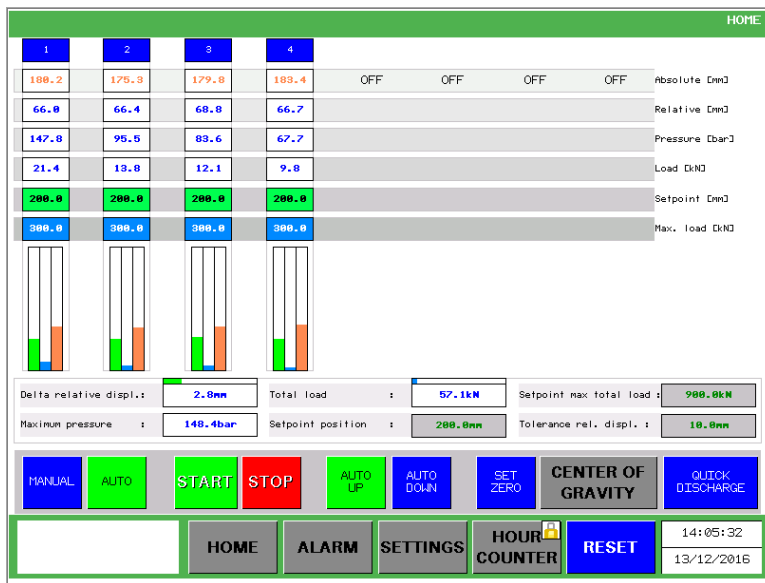 HOME
1 2 3 4
180.2 175.3 179.8 183.4 OFF OFF OFF OFF Absolute [mm]
66.0 66.4 68.8 66.7 Relative [mm]
147.8 95.5 83.6 67.7 Pressure [bar]
21.4 13.8 12.1 9.8 Load [kN]
200.0 200.0 200.0 200.0 Setpoint [mm]
300.0 300.0 300.0 300.0 Max. load [kN]
Delta relative displ.: 2.8mm Total load : 57.1kN Setpoint max total load : 900.0kN
Maximum pressure : 148.4bar Setpoint position : 200.0mm Tolerance rel. displ. : 10.0mm
MANUAL AUTO START STOP AUTO UP AUTO DOWN SET ZERO CENTER OF GRAVITY QUICK DISCHARGE
HOME ALARM SETTINGS HOUR COUNTER RESET 14:05:32
13/12/2016